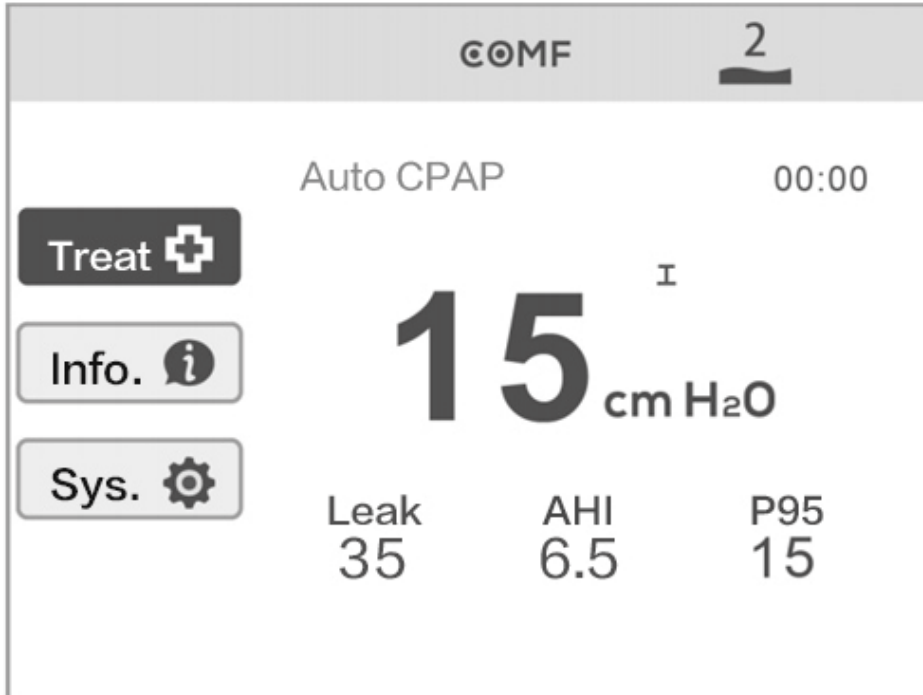 COMF 2
Auto CPAP 00:00
Treat
Info.
Sys.
15 cm H₂O
Leak AHI P95
35 6.5 15